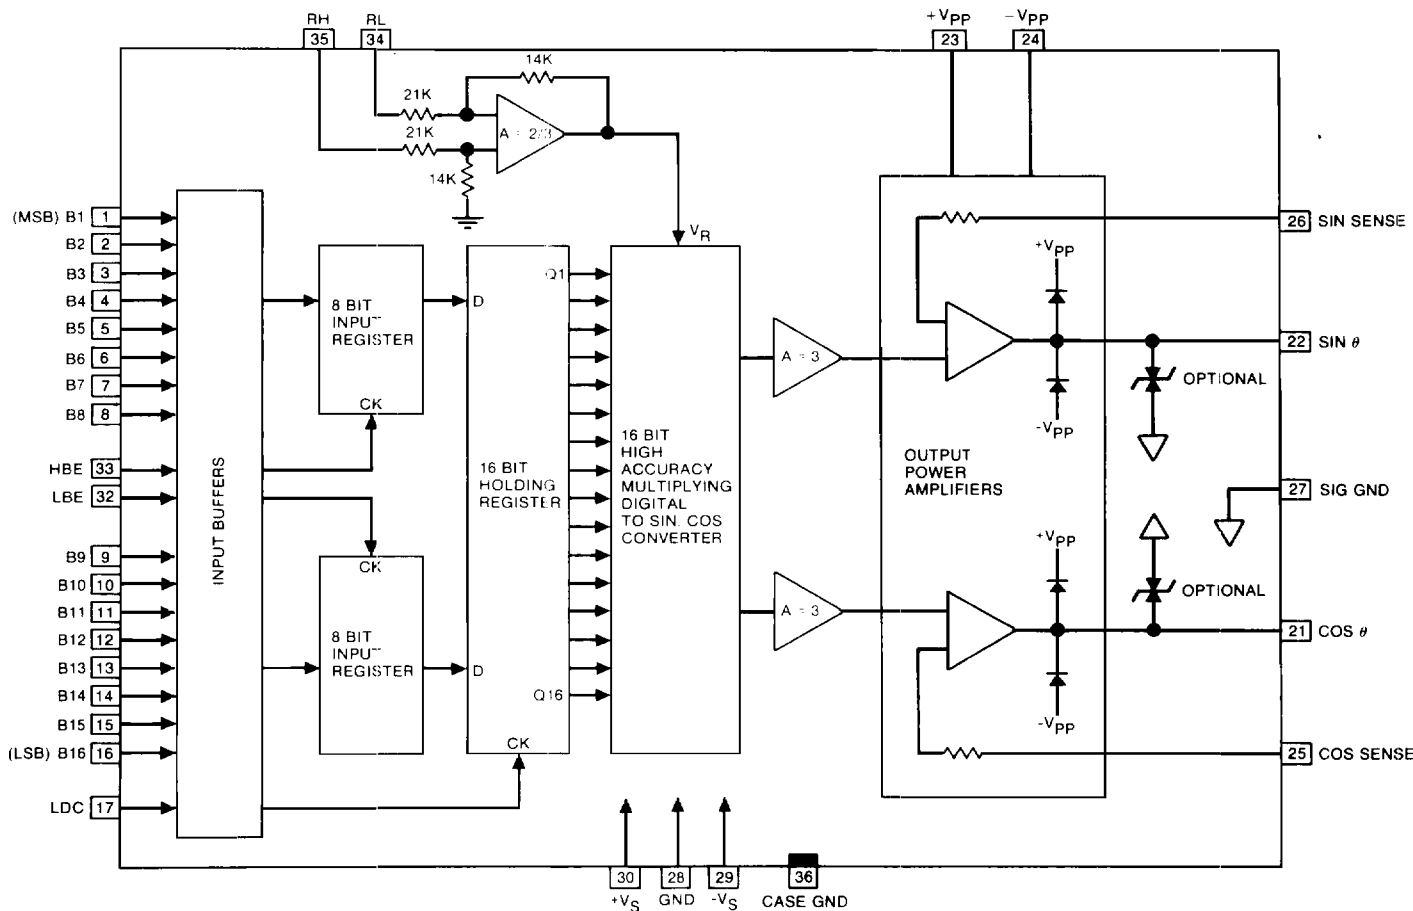 RH RL
35 34
+VPP -VPP
23 24
14K
21K
A = 2/3
21K
14K
VR
(MSB) B1 1
B2 2
B3 3
B4 4
B5 5
B6 6
B7 7
B8 8
HBE 33
LBE 32
B9 9
B10 10
B11 11
B12 12
B13 13
B14 14
B15 15
(LSB) B16 16
LDC 17
INPUT BUFFERS
8 BIT
INPUT
REGISTER
CK
CK
8 BIT
INPUT
REGISTER
D
Q1
16 BIT
HOLDING
REGISTER
D
Q16
CK
16 BIT
HIGH
ACCURACY
MULTIPLYING
DIGITAL
TO SIN. COS
CONVERTER
A = 3
A = 3
+VPP
-VPP
OUTPUT
POWER
AMPLIFIERS
+VPP
-VPP
OPTIONAL
OPTIONAL
26 SIN SENSE
22 SIN θ
27 SIG GND
21 COS θ
25 COS SENSE
30 28 29 36
+VS GND -VS CASE GND